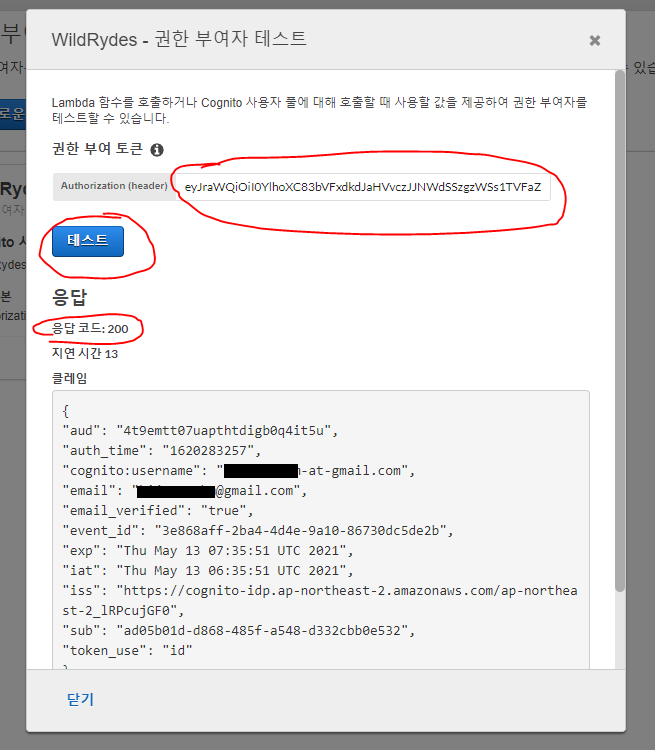 WildRydes - 권한 부여자 테스트
Lambda 함수를 호출하거나 Cognito 사용자 풀에 대해 호출할 때 사용할 값을 제공하여 권한 부여자를
테스트할 수 있습니다.
권한 부여 토큰
Authorization (header)
테스트
응답
응답 코드: 200
지연 시간 13
클레임
{
"aud": "4t9emtt07uapthtdigb0q4it5u",
"auth_time": "1620283257",
"cognito:username": "-at-gmail.com",
"email": "@gmail.com",
"email_verified": "true",
"event_id": "3e868aff-2ba4-4d4e-9a10-86730dc5de2b",
"exp": "Thu May 13 07:35:51 UTC 2021",
"iat": "Thu May 13 06:35:51 UTC 2021",
"iss": "https://cognito-idp.ap-northeast-2.amazonaws.com/ap-northea
st-2_lRPcujGF0",
"sub": "ad05b01d-d868-485f-a548-d332cbb0e532",
"token_use": "id"
닫기